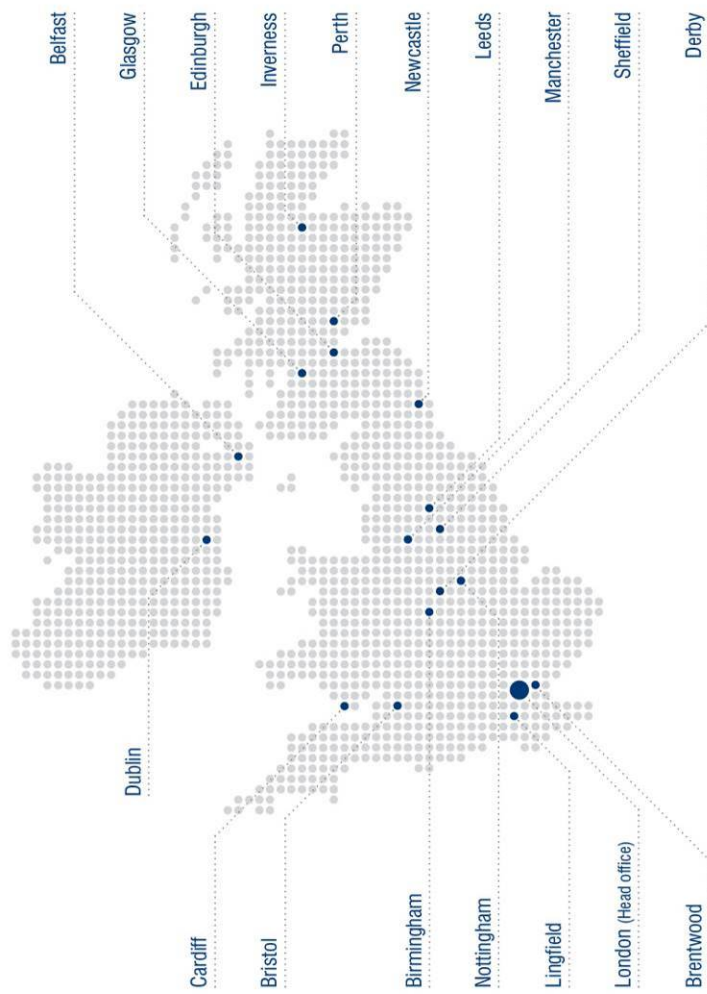 Belfast
Glasgow
Edinburgh
Inverness
Perth
Newcastle
Leeds
Manchester
Sheffield
Derby
Dublin
Cardiff
Bristol
Birmingham
Nottingham
Lingfield
London (Head office)
Brentwood